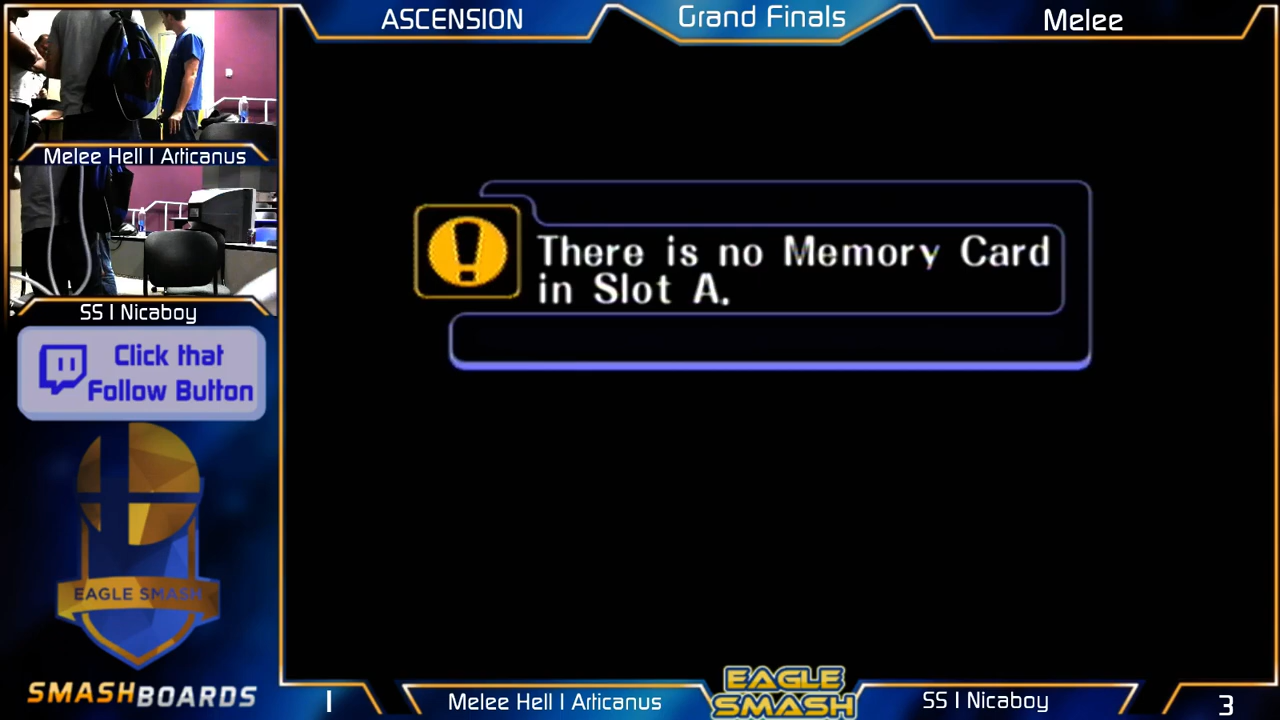 ASCENSION
Grand Finals
Melee
Melee Hell | Articanus
SS | Nicaboy
Click that
Follow Button
EAGLE SMASH
SMASHBOARDS
There is no Memory Card
in Slot A.
1
Melee Hell | Articanus
EAGLE
SMASH
SS | Nicaboy
3